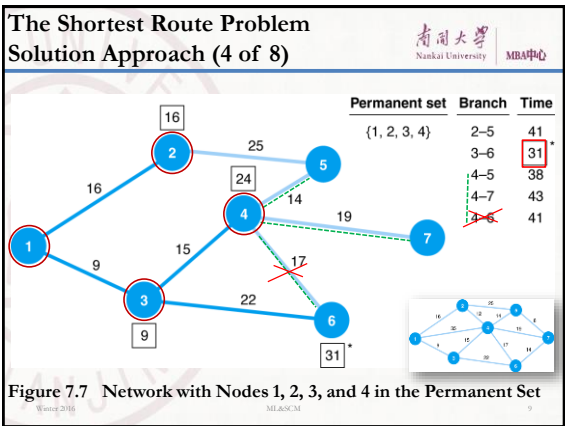 The Shortest Route Problem
Solution Approach (4 of 8)
南開大學
Nankai University
MBA中心
Permanent set Branch Time
{1, 2, 3, 4} 2–5 41
3–6 31 *
4–5 38
4–7 43
4–6 41
16
2
25
5
24
4
14
19
7
16
1
15
17
9
3
22
6
9
31 *
Figure 7.7 Network with Nodes 1, 2, 3, and 4 in the Permanent Set
Winter 2016 ML&SCM 9